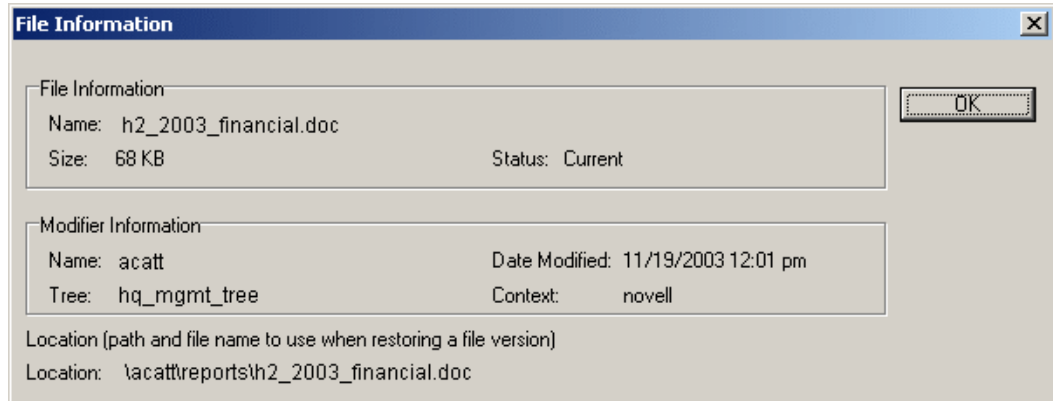 File Information
File Information
OK
Name: h2_2003_financial.doc
Size: 68 KB Status: Current
Modifier Information
Name: acatt Date Modified: 11/19/2003 12:01 pm
Tree: hq_mgmt_tree Context: novell
Location (path and file name to use when restoring a file version)
Location: \acatt\reports\h2_2003_financial.doc